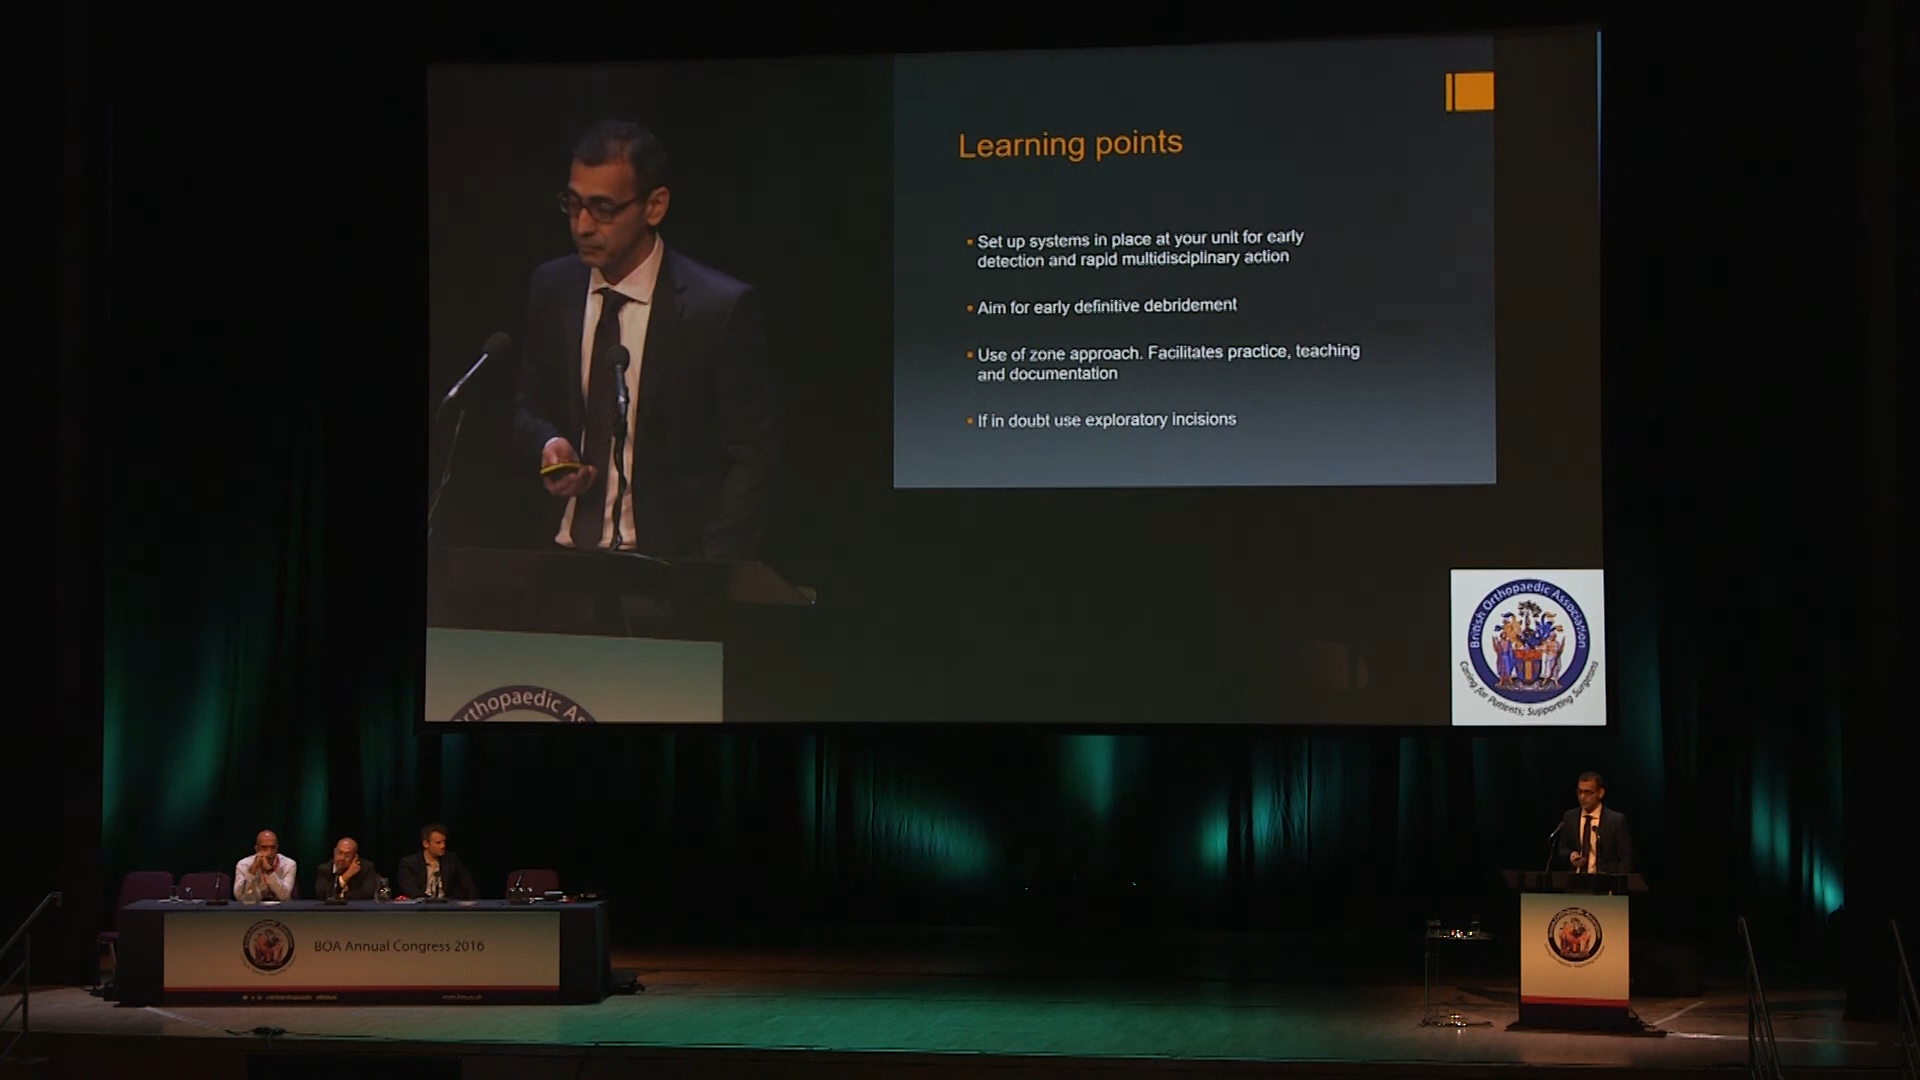 Learning points
Set up systems in place at your unit for early
detection and rapid multidisciplinary action
Aim for early definitive debridement
Use of zone approach. Facilitates practice, teaching
and documentation
If in doubt use exploratory incisions
British Orthopaedic Association
Caring for Patients; Supporting Surgeons
rthopaedic As
BOA Annual Congress 2016